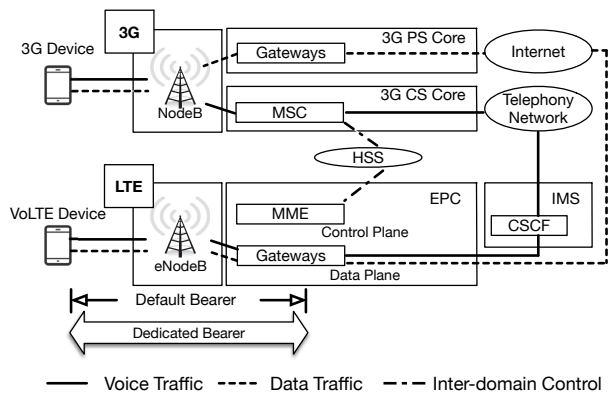 3G
3G Device
NodeB
3G PS Core
Gateways
Internet
3G CS Core
MSC
Telephony
Network
HSS
LTE
VoLTE Device
eNodeB
EPC
MME
Control Plane
Gateways
Data Plane
IMS
CSCF
Default Bearer
Dedicated Bearer
Voice Traffic
Data Traffic
Inter-domain Control